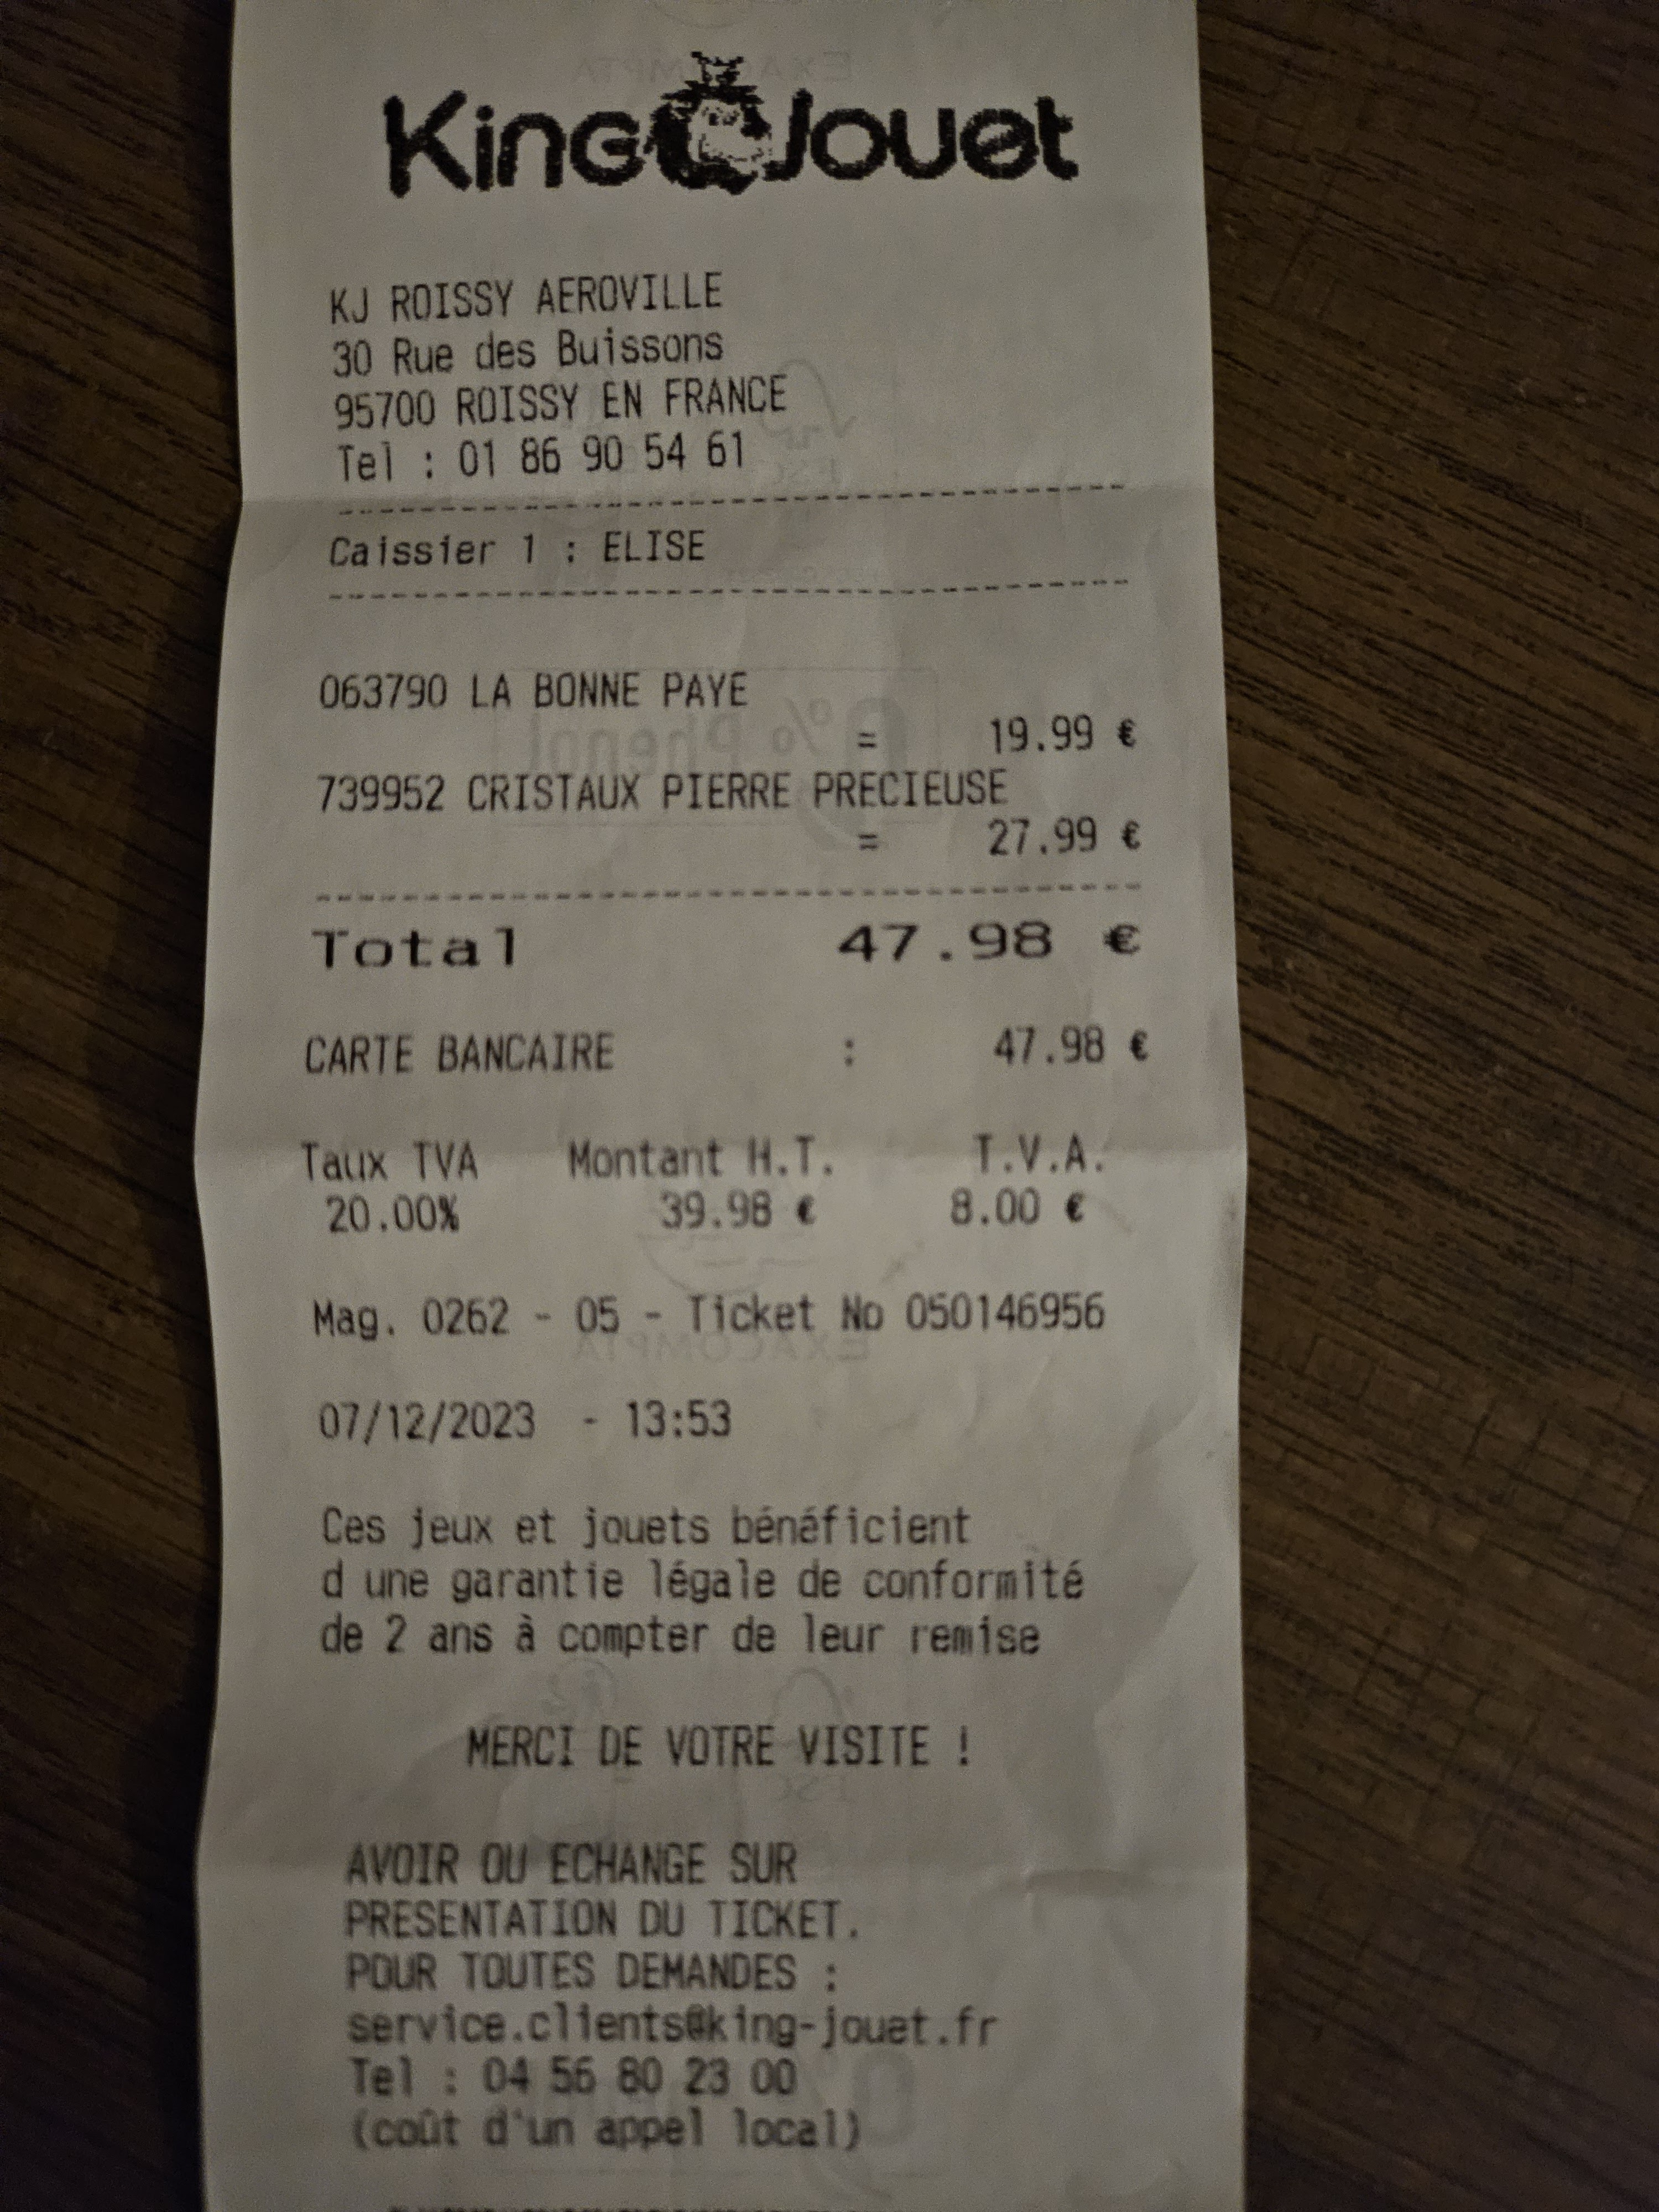 King Jouet
KJ ROISSY AEROVILLE
30 Rue des Buissons
95700 ROISSY EN FRANCE
Tel : 01 86 90 54 61
Caissier 1 : ELISE
063790 LA BONNE PAYE
= 19.99 €
739952 CRISTAUX PIERRE PRECIEUSE
= 27.99 €
Total 47.98 €
CARTE BANCAIRE : 47.98 €
Taux TVA Montant H.T. T.V.A.
20.00% 39.98 € 8.00 €
Mag. 0262 - 05 - Ticket No 050146956
07/12/2023 - 13:53
Ces jeux et jouets bénéficient
d une garantie légale de conformité
de 2 ans à compter de leur remise
MERCI DE VOTRE VISITE !
AVOIR OU ECHANGE SUR
PRESENTATION DU TICKET.
POUR TOUTES DEMANDES :
service.clients@king-jouet.fr
Tel : 04 56 80 23 00
(coût d'un appel local)